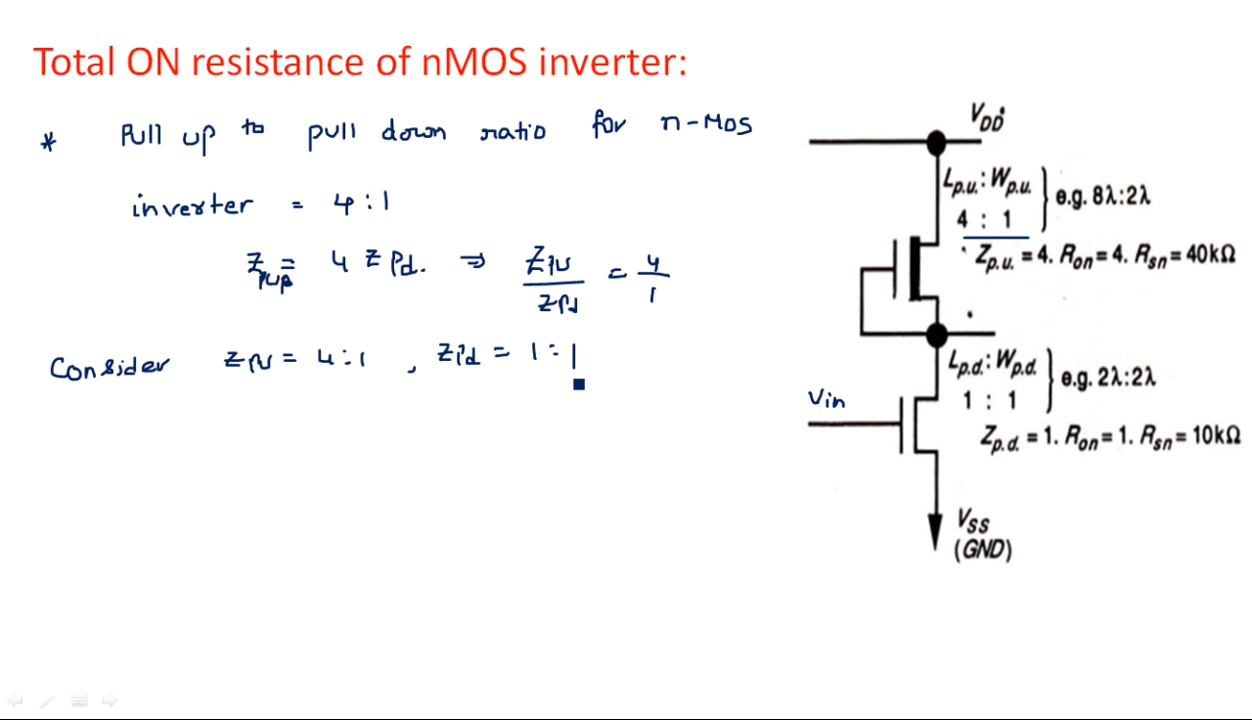 Total ON resistance of nMOS inverter:
* Pull up to pull down ratio for n-MOS
inverter = 4:1
Zpup = 4 Z Pd. ⇒ Zpu / Zpd = 4 / 1
Consider Zpu = 4:1, Zpd = 1:1
VDD
Lp.u.: Wp.u. } e.g. 8λ:2λ
4 : 1
Zp.u. = 4. Ron = 4. Rsn = 40kΩ
Lp.d.: Wp.d. } e.g. 2λ:2λ
Vin
1 : 1
Zp.d. = 1. Ron = 1. Rsn = 10kΩ
VSS
(GND)